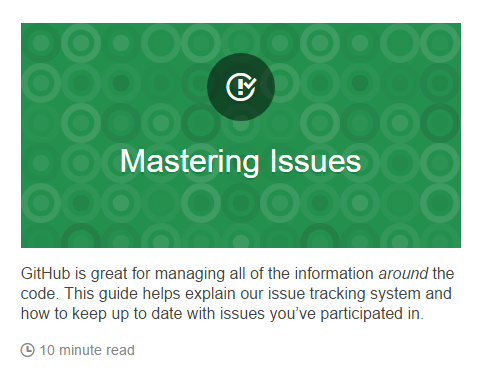 Mastering Issues
GitHub is great for managing all of the information around the
code. This guide helps explain our issue tracking system and
how to keep up to date with issues you’ve participated in.
10 minute read